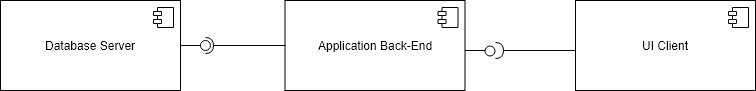 Database Server
Application Back-End
UI Client